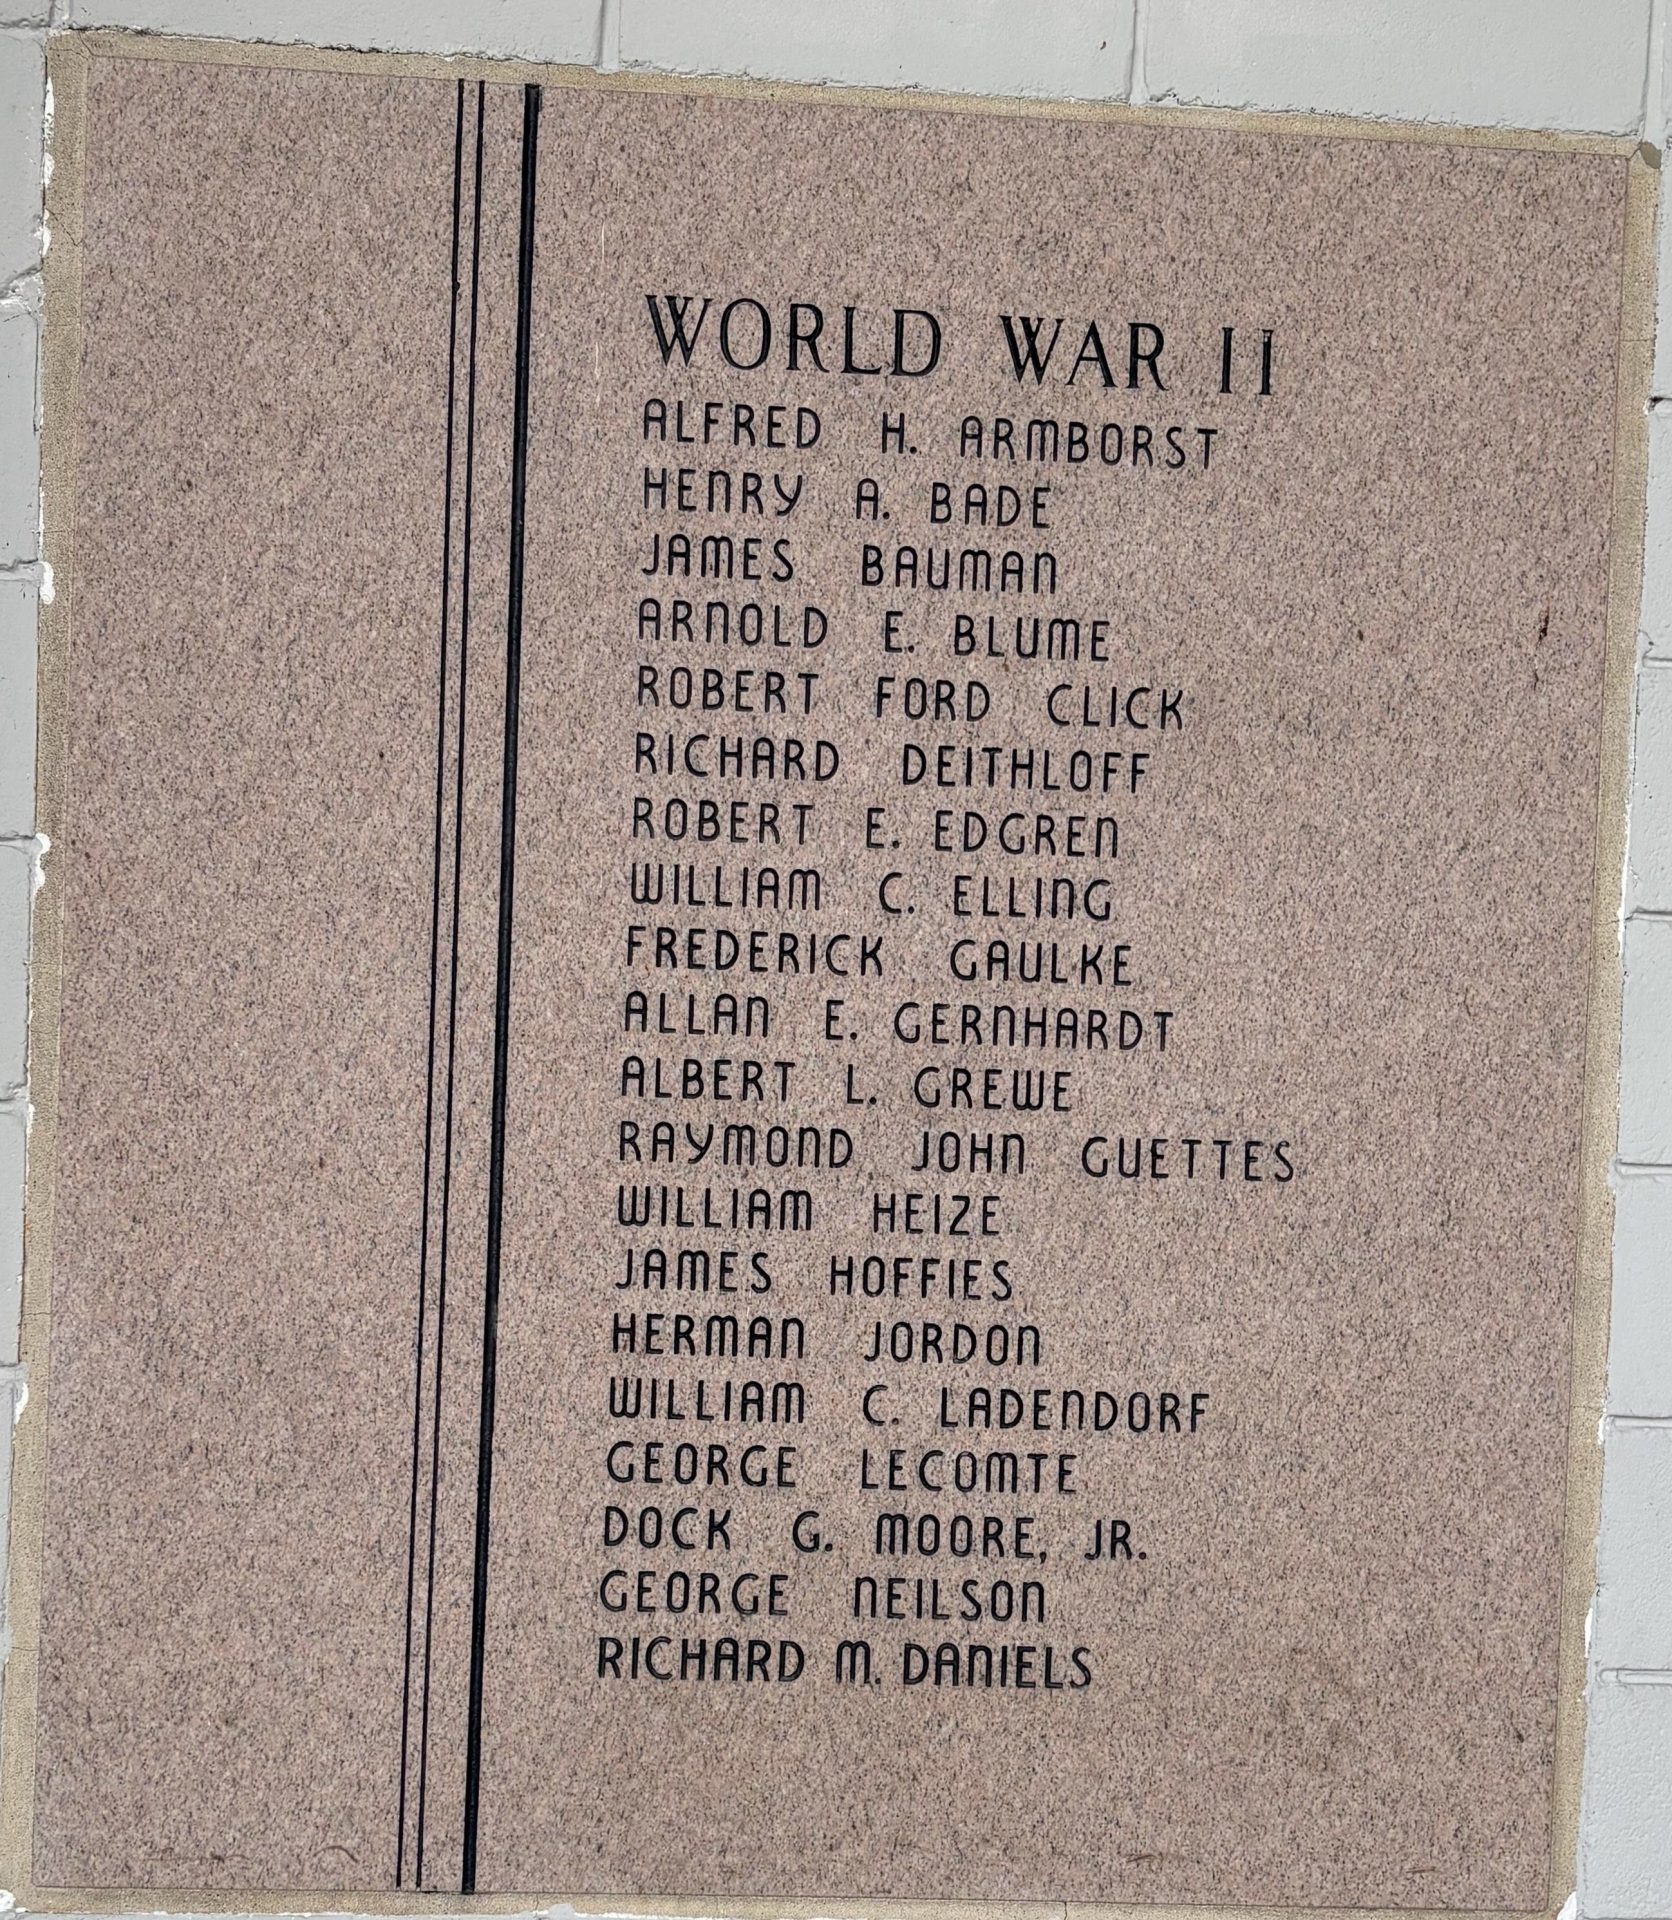 WORLD WAR II
ALFRED H. ARMBORST
HENRY A. BADE
JAMES BAUMAN
ARNOLD E. BLUME
ROBERT FORD CLICK
RICHARD DEITHLOFF
ROBERT E. EDGREN
WILLIAM C. ELLING
FREDERICK GAULKE
ALLAN E. GERNHARDT
ALBERT L. GREWE
RAYMOND JOHN GUETTES
WILLIAM HEIZE
JAMES HOFFIES
HERMAN JORDON
WILLIAM C. LADENDORF
GEORGE LECOMTE
DOCK G. MOORE, JR.
GEORGE NEILSON
RICHARD M. DANIELS